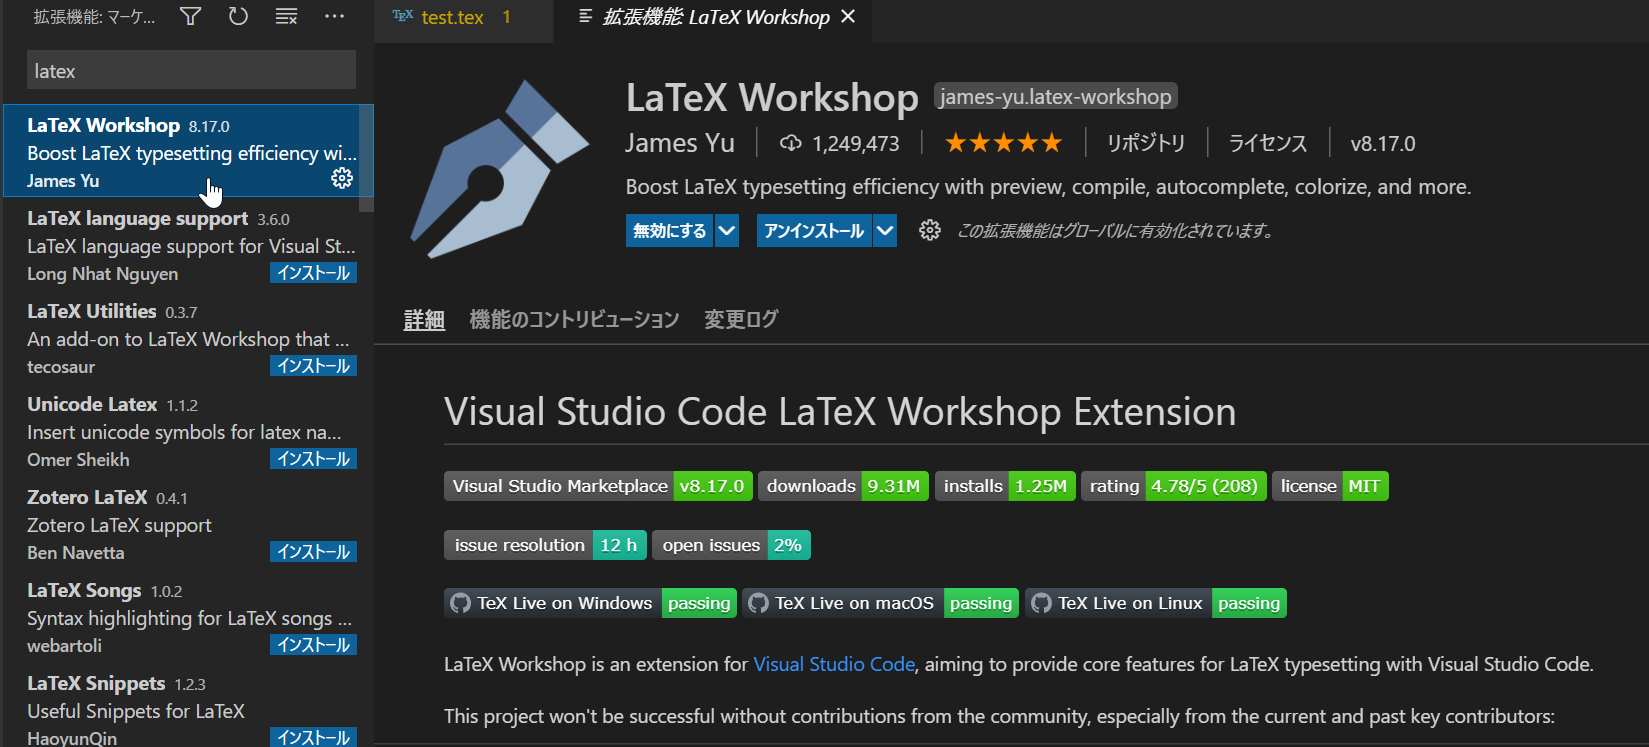 拡張機能: マーケ...
latex
LaTeX Workshop 8.17.0
Boost LaTeX typesetting efficiency wi...
James Yu
LaTeX language support 3.6.0
LaTeX language support for Visual St...
Long Nhat Nguyen インストール
LaTeX Utilities 0.3.7
An add-on to LaTeX Workshop that ...
tecosaur インストール
Unicode Latex 1.1.2
Insert unicode symbols for latex na...
Omer Sheikh インストール
Zotero LaTeX 0.4.1
Zotero LaTeX support
Ben Navetta インストール
LaTeX Songs 1.0.2
Syntax highlighting for LaTeX songs ...
webartoli インストール
LaTeX Snippets 1.2.3
Useful Snippets for LaTeX
HaoyunQin インストール
TEX test.tex 1
拡張機能: LaTeX Workshop
LaTeX Workshop james-yu.latex-workshop
James Yu 1,249,473 リポジトリ ライセンス v8.17.0
Boost LaTeX typesetting efficiency with preview, compile, autocomplete, colorize, and more.
無効にする アンインストール この拡張機能はグローバルに有効化されています。
詳細 機能のコントリビューション 変更ログ
Visual Studio Code LaTeX Workshop Extension
Visual Studio Marketplace v8.17.0 downloads 9.31M installs 1.25M rating 4.78/5 (208) license MIT
issue resolution 12 h open issues 2%
TeX Live on Windows passing TeX Live on macOS passing TeX Live on Linux passing
LaTeX Workshop is an extension for Visual Studio Code, aiming to provide core features for LaTeX typesetting with Visual Studio Code.
This project won't be successful without contributions from the community, especially from the current and past key contributors: